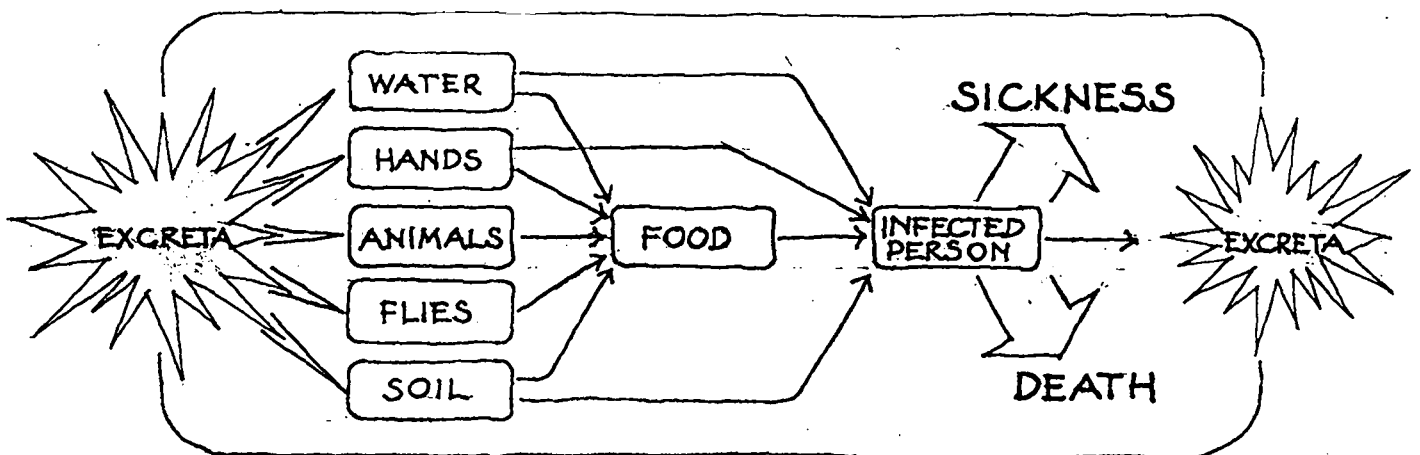 EXCRETA
WATER
HANDS
ANIMALS
FLIES
SOIL
FOOD
INFECTED
PERSON
SICKNESS
DEATH
EXCRETA